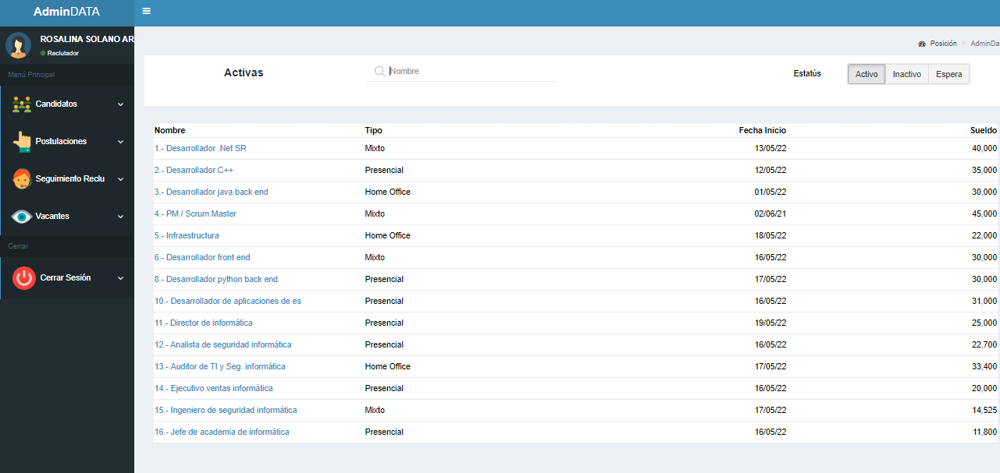 AdminDATA
ROSALINA SOLANO AR
Reclutador
Posición > AdminDa
Menú Principal
Activas
Nombre
Estatús
Activo Inactivo Espera
Candidatos
Postulaciones
Seguimiento Reclu
Vacantes
Cerrar
Cerrar Sesión
Nombre Tipo Fecha Inicio Sueldo
1.- Desarrollador .Net SR Mixto 13/05/22 40,000
2.- Desarrollador C++ Presencial 12/05/22 35,000
3.- Desarrollador java back end Home Office 01/05/22 30,000
4.- PM / Scrum Master Mixto 02/06/21 45,000
5.- Infraestructura Home Office 18/05/22 22,000
6.- Desarrollador front end Mixto 16/05/22 30,000
8.- Desarrollador python back end Presencial 17/05/22 30,000
10.- Desarrollador de aplicaciones de es Presencial 16/05/22 31,000
11.- Director de informática Presencial 19/05/22 25,000
12.- Analista de seguridad informática Presencial 16/05/22 22,700
13.-.Auditor de TI y Seg. informática Home Office 17/05/22 33,400
14.- Ejecutivo ventas informática Presencial 16/05/22 20,000
15.- Ingeniero de seguridad informática Mixto 17/05/22 14,525
16.- Jefe de academia de informática Presencial 16/05/22 11,800